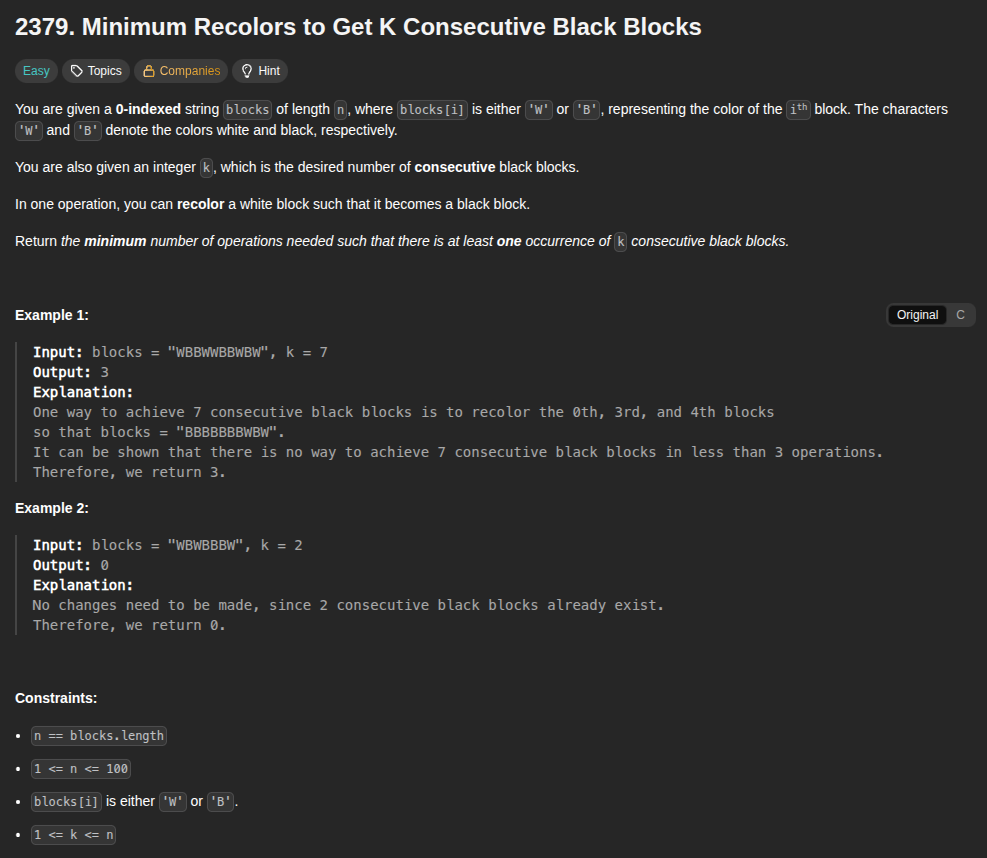 2379. Minimum Recolors to Get K Consecutive Black Blocks
Easy Topics Companies Hint
You are given a 0-indexed string blocks of length n, where blocks[i] is either 'W' or 'B', representing the color of the ith block. The characters
'W' and 'B' denote the colors white and black, respectively.
You are also given an integer k, which is the desired number of consecutive black blocks.
In one operation, you can recolor a white block such that it becomes a black block.
Return the minimum number of operations needed such that there is at least one occurrence of k consecutive black blocks.
Example 1:
Original C
Input: blocks = "WBBWWBBWBW", k = 7
Output: 3
Explanation:
One way to achieve 7 consecutive black blocks is to recolor the 0th, 3rd, and 4th blocks
so that blocks = "BBBBBBBWBW".
It can be shown that there is no way to achieve 7 consecutive black blocks in less than 3 operations.
Therefore, we return 3.
Example 2:
Input: blocks = "WBWBBBW", k = 2
Output: 0
Explanation:
No changes need to be made, since 2 consecutive black blocks already exist.
Therefore, we return 0.
Constraints:
• n == blocks.length
• 1 <= n <= 100
• blocks[i] is either 'W' or 'B'.
• 1 <= k <= n